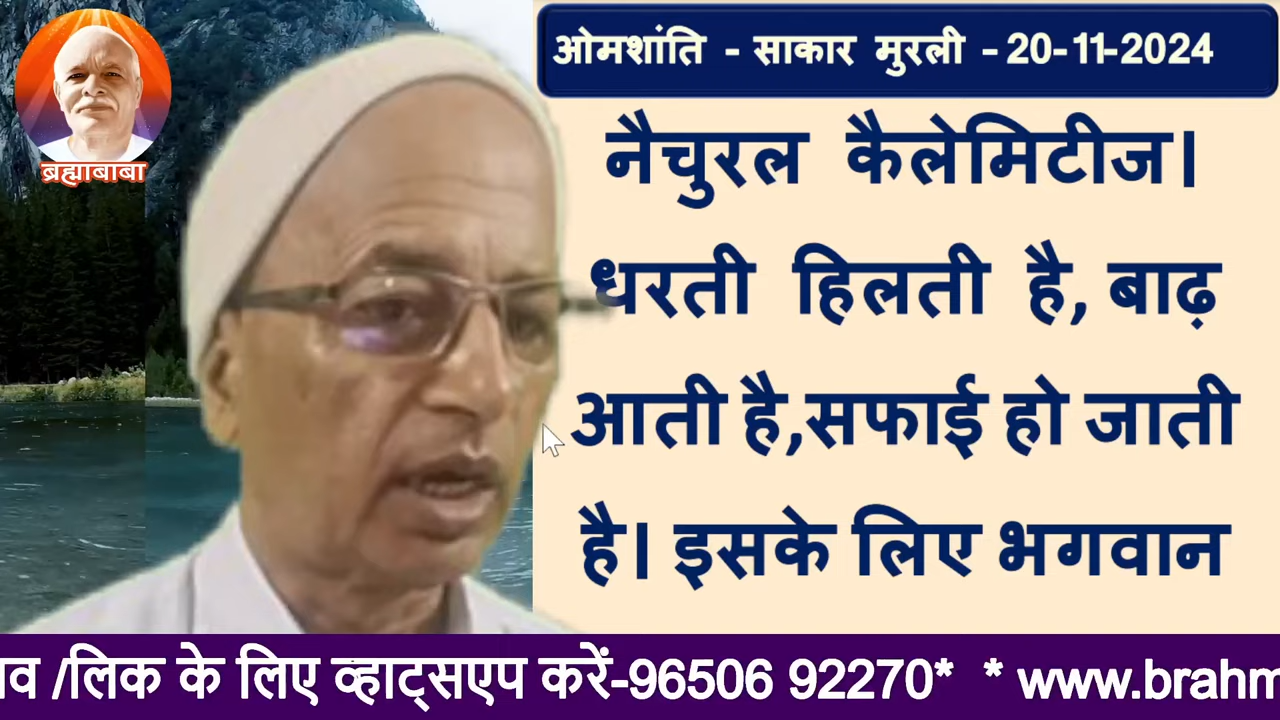 ओमशांति - साकार मुरली - 20-11-2024
ब्रह्माबाबा
नैचुरल कैलेमिटीज।
धरती हिलती है, बाढ़
आती है,सफाई हो जाती
है। इसके लिए भगवान
/लिक के लिए व्हाट्सएप करें-96506 92270* * www.brahm